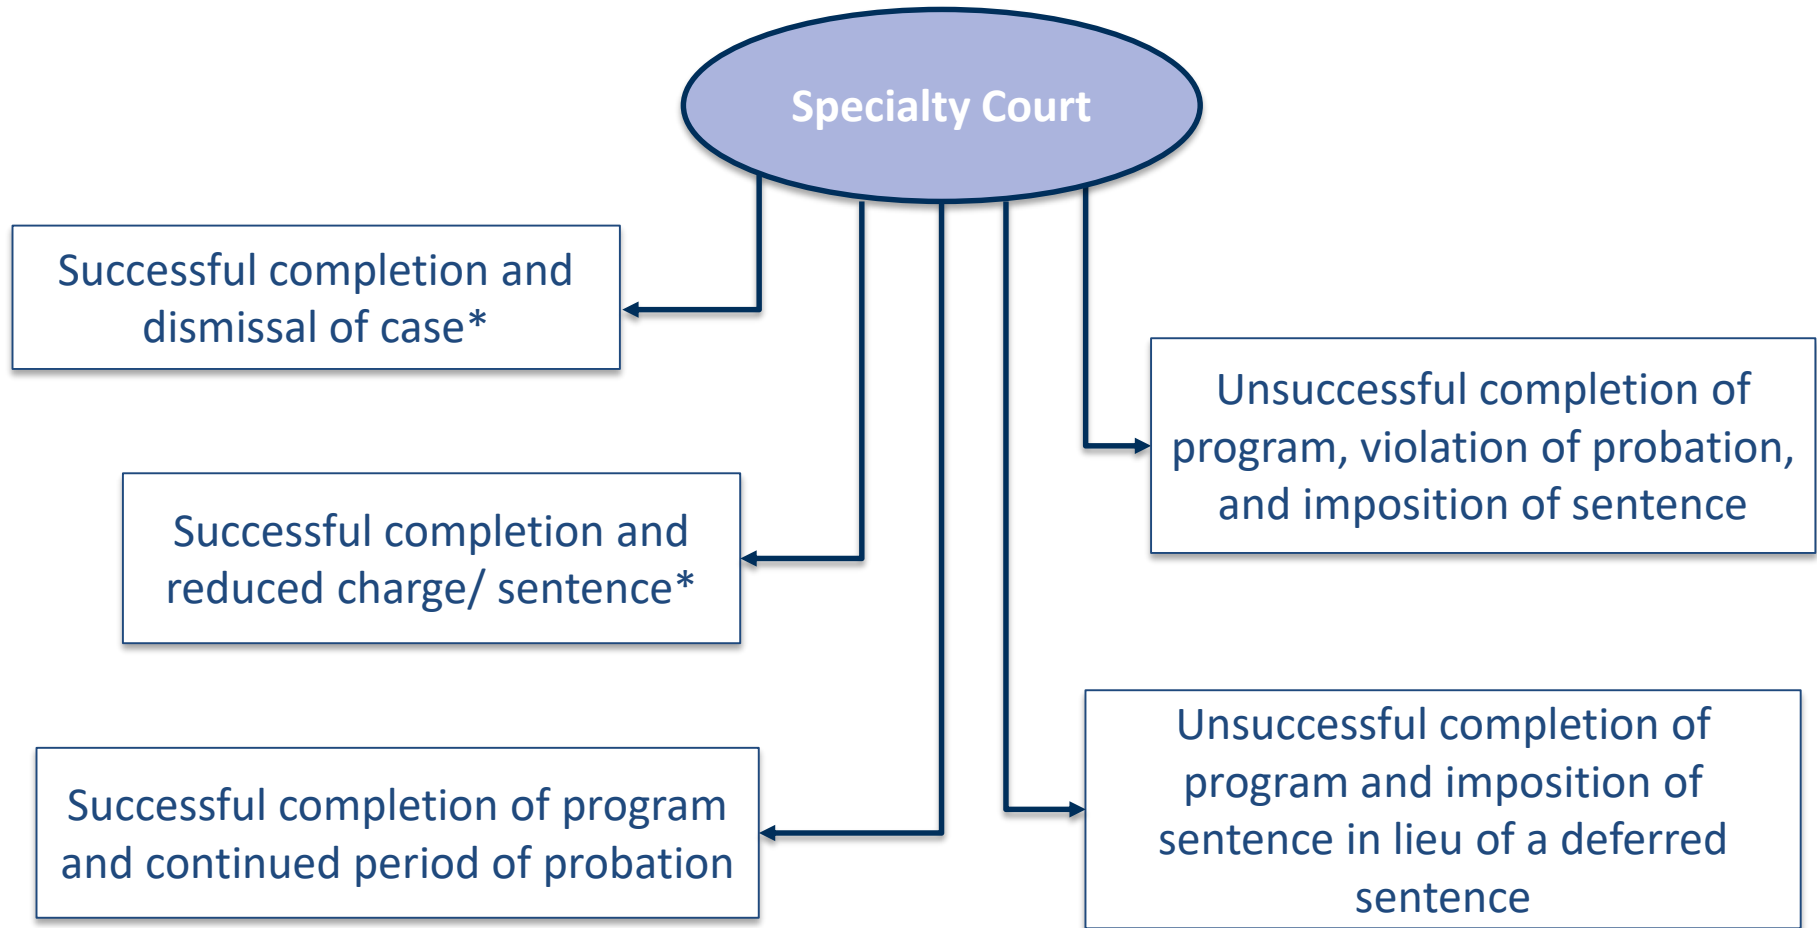 Specialty Court
Successful completion and
dismissal of case*
Successful completion and
reduced charge/ sentence*
Successful completion of program
and continued period of probation
Unsuccessful completion of
program, violation of probation,
and imposition of sentence
Unsuccessful completion of
program and imposition of
sentence in lieu of a deferred
sentence